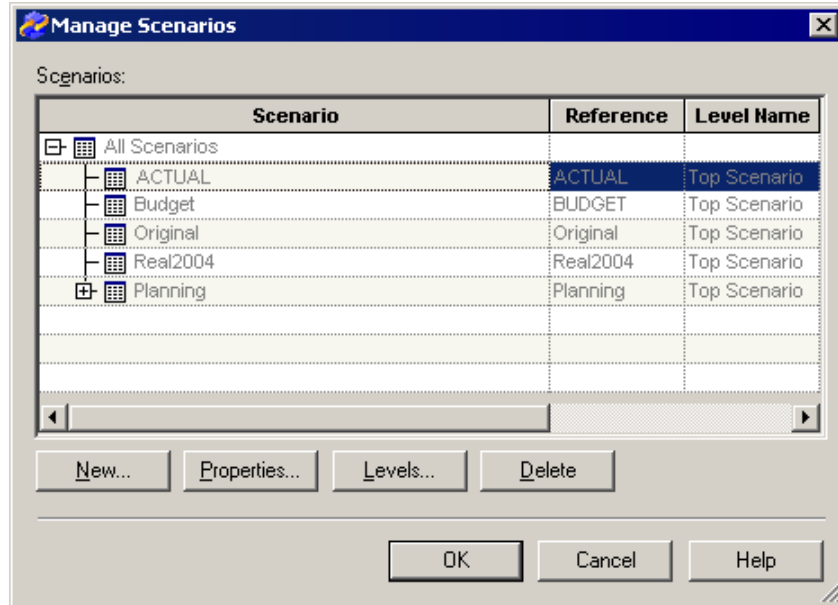 Manage Scenarios
Scenarios:
Scenario Reference Level Name
All Scenarios
ACTUAL ACTUAL Top Scenario
Budget BUDGET Top Scenario
Original Original Top Scenario
Real2004 Real2004 Top Scenario
Planning Planning Top Scenario
New... Properties... Levels... Delete
OK Cancel Help